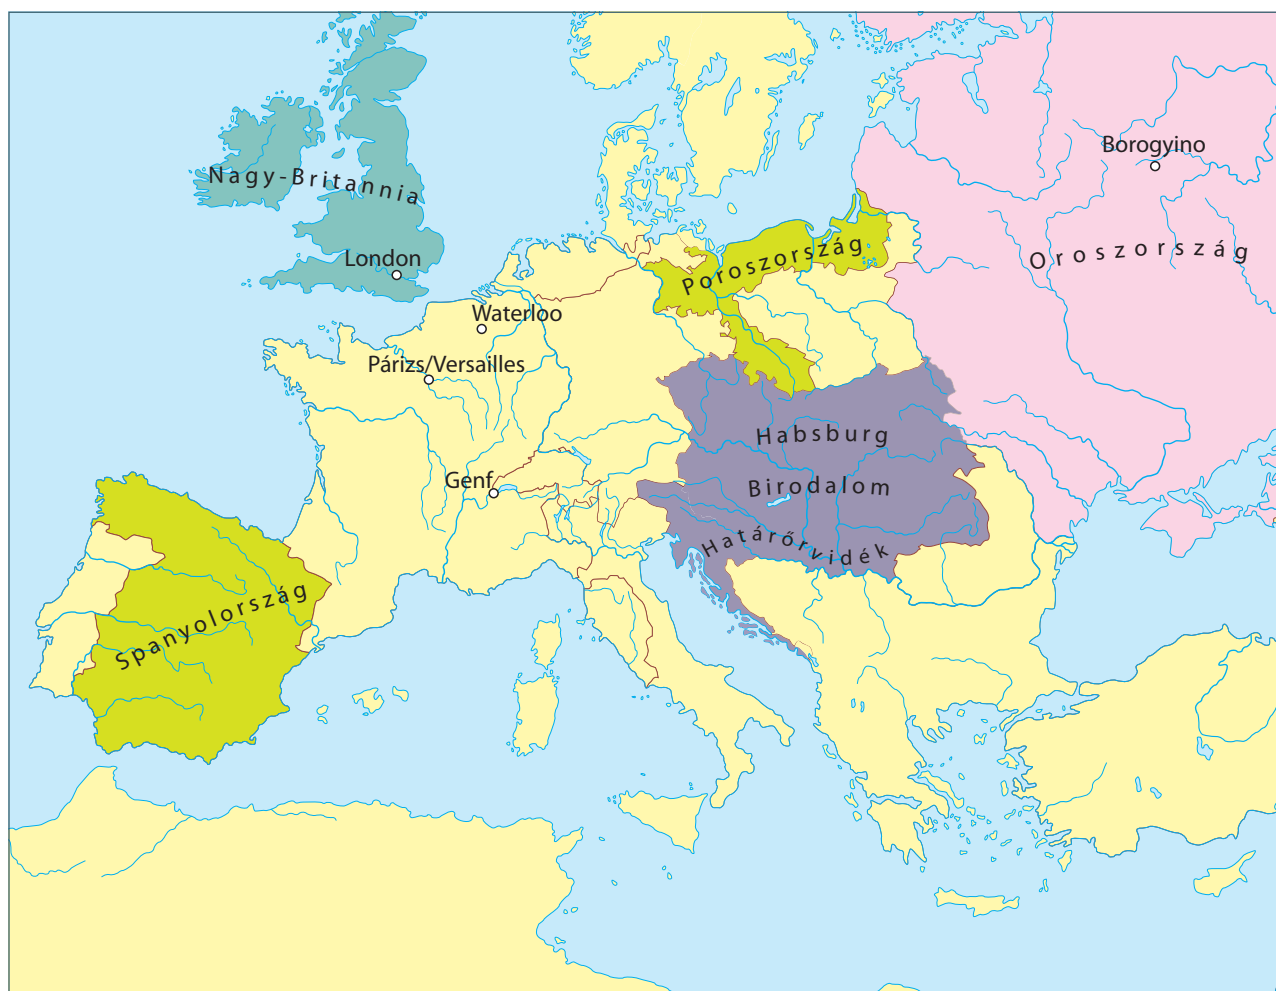 Borogyino
Nagy-Britannia
Oroszország
London
Poroszország
Waterloo
Párizs/Versailles
Habsburg
Genf
Birodalom
Határőrvidék
Spanyolország